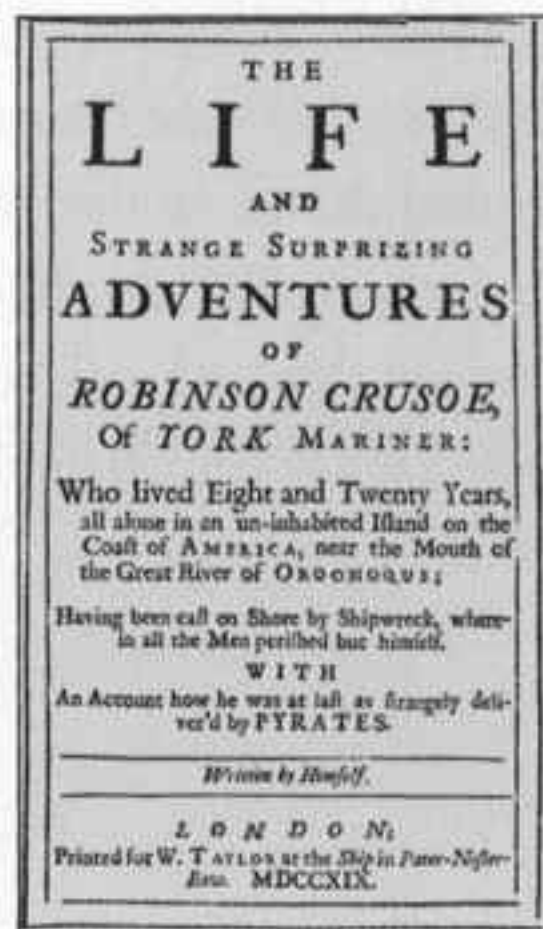 THE
LIFE
AND
STRANGE SURPRIZING
ADVENTURES
OF
ROBINSON CRUSOE,
Of YORK MARINER:
Who lived Eight and Twenty Years,
all alone in an un-inhabited Iſland on the
Coaſt of AMERICA, near the Mouth of
the Great River of OROONOQUE;
Having been caſt on Shore by Shipwreck, where-
in all the Men periſhed but himſelf.
WITH
An Account how he was at laſt as ſtrangely deli-
ver'd by PYRATES.
Written by Himſelf.
LONDON:
Printed for W. TAYLOR at the Ship in Pater-Noſter-
Row. MDCCXIX.